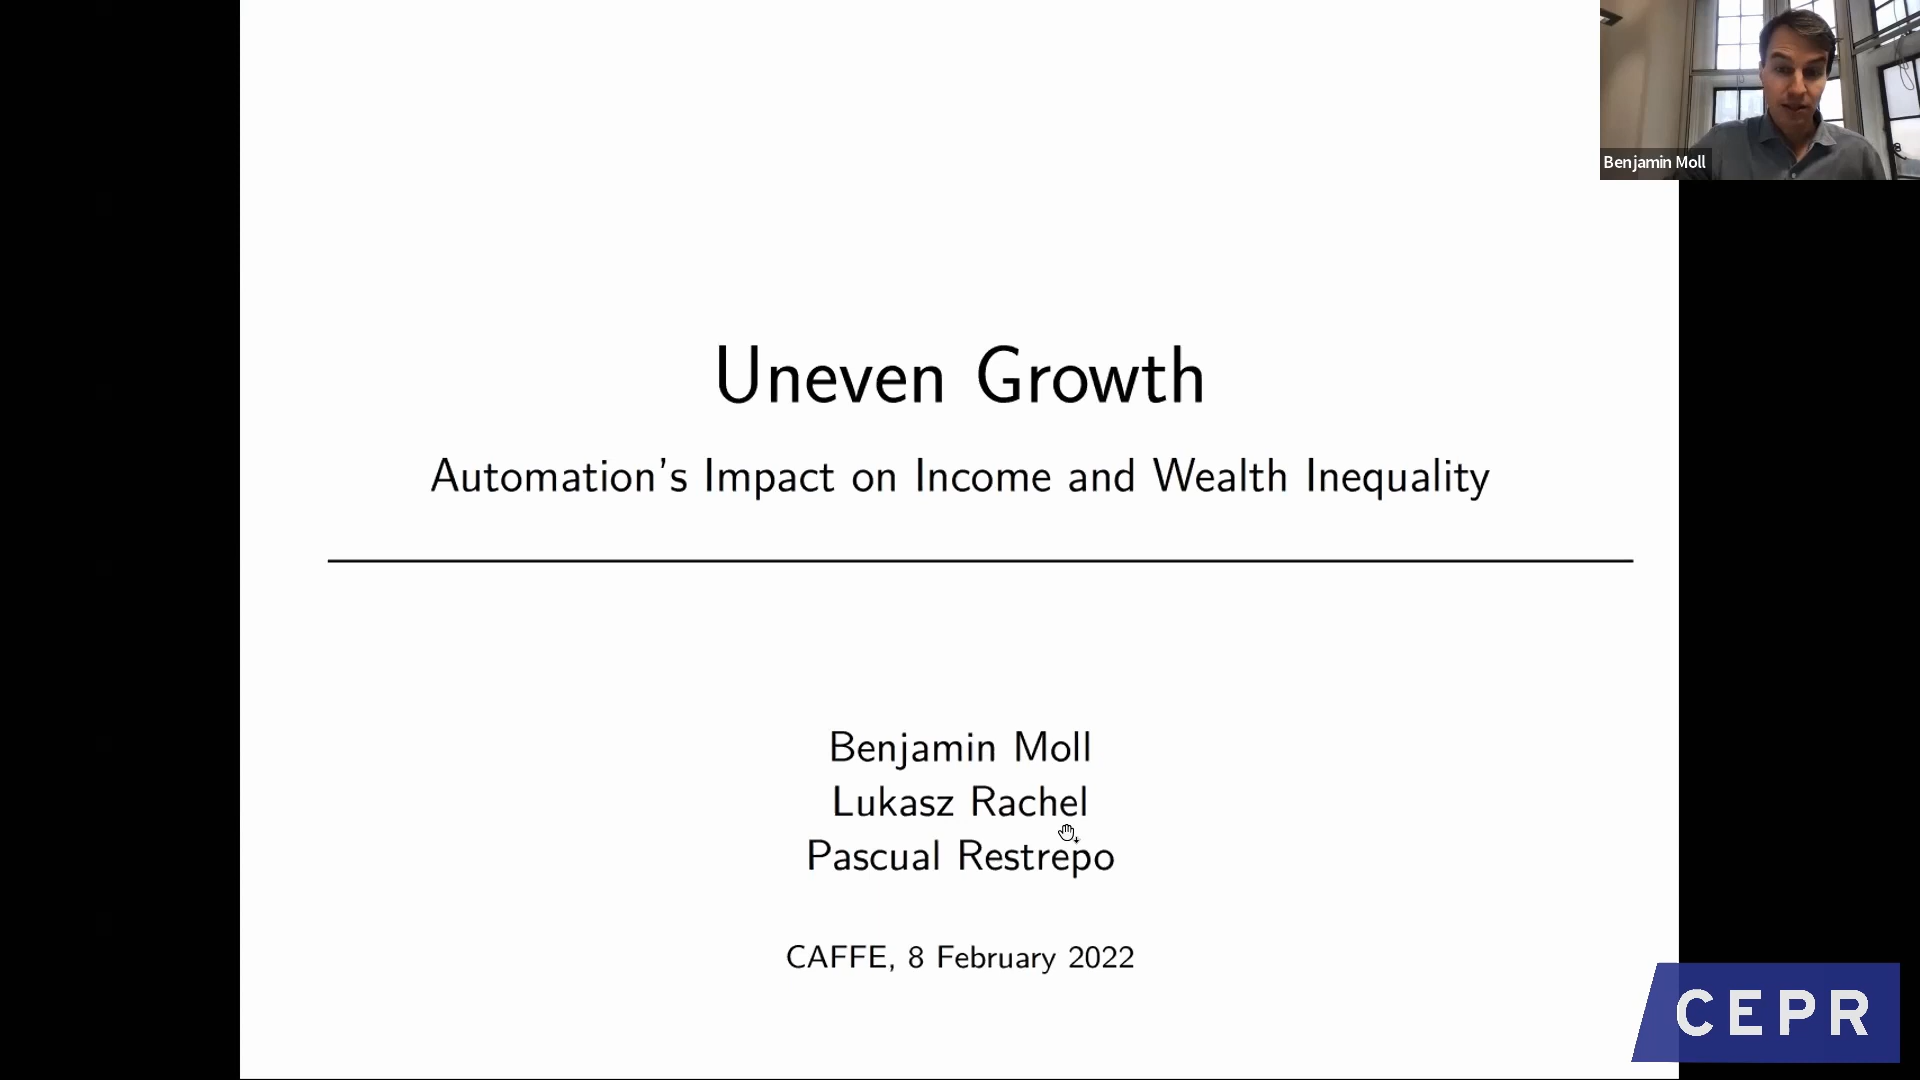 Benjamin Moll
Uneven Growth
Automation's Impact on Income and Wealth Inequality
Benjamin Moll
Lukasz Rachel
Pascual Restrepo
CAFFE, 8 February 2022
CEPR